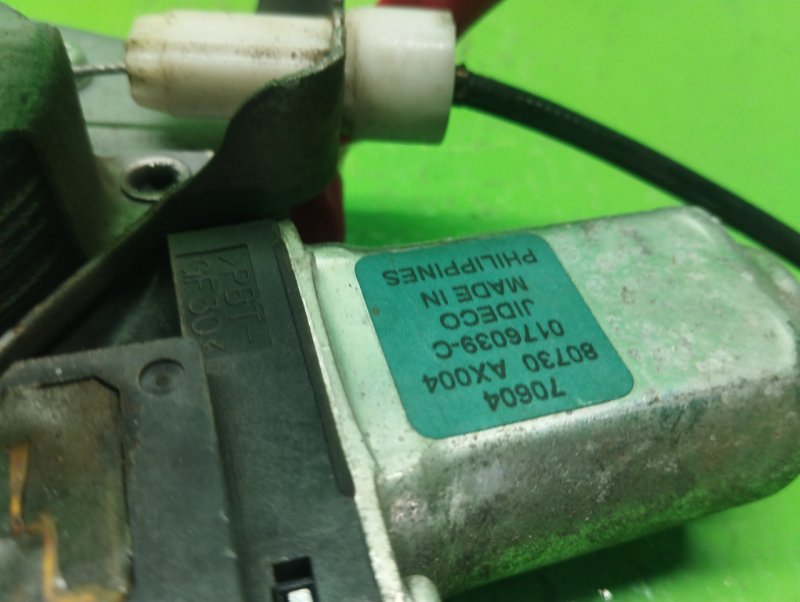 70604
80730 AX004
0176039-C
JIDECO
MADE IN
PHILIPPINES
>PBT-
GF30<